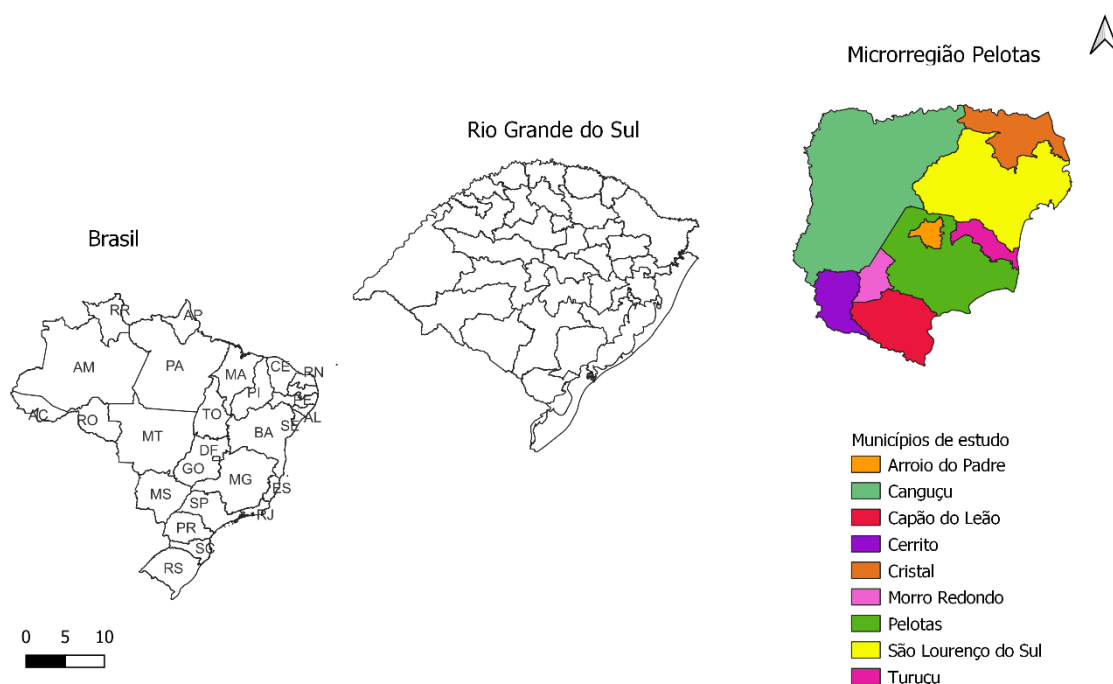 Microrregião Pelotas
Rio Grande do Sul
Brasil
RR
AP
AM
PA
MA
CE
RN
PI
PE
AC
RO
TO
SE
AL
MT
BA
DF
GO
MG
MS
ES
SP
RJ
PR
SC
RS
0 5 10
Municípios de estudo
Arroio do Padre
Canguçu
Capão do Leão
Cerrito
Cristal
Morro Redondo
Pelotas
São Lourenço do Sul
Turuçu